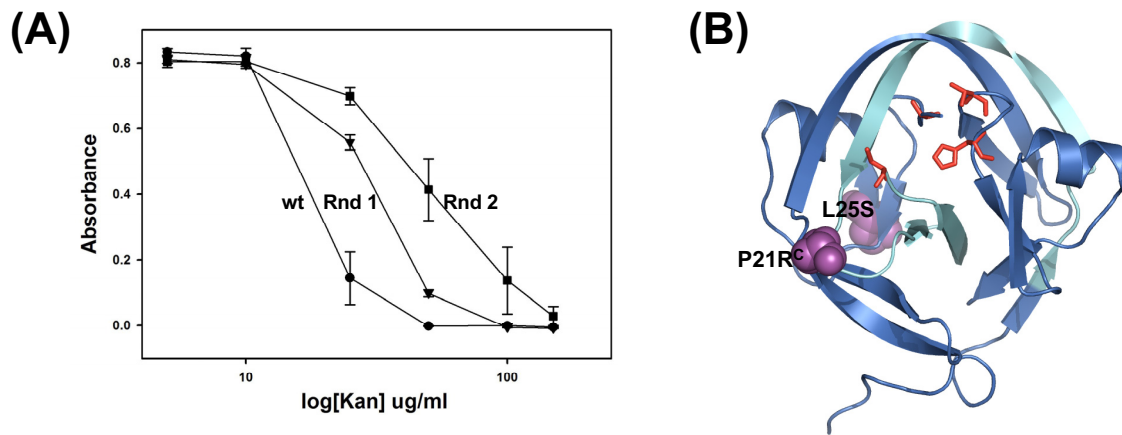 (A)
(B)
0.8
0.6
0.4
0.2
0.0
Absorbance
wt
Rnd 1
Rnd 2
10
100
log[Kan] ug/ml
L25S
P21R^C